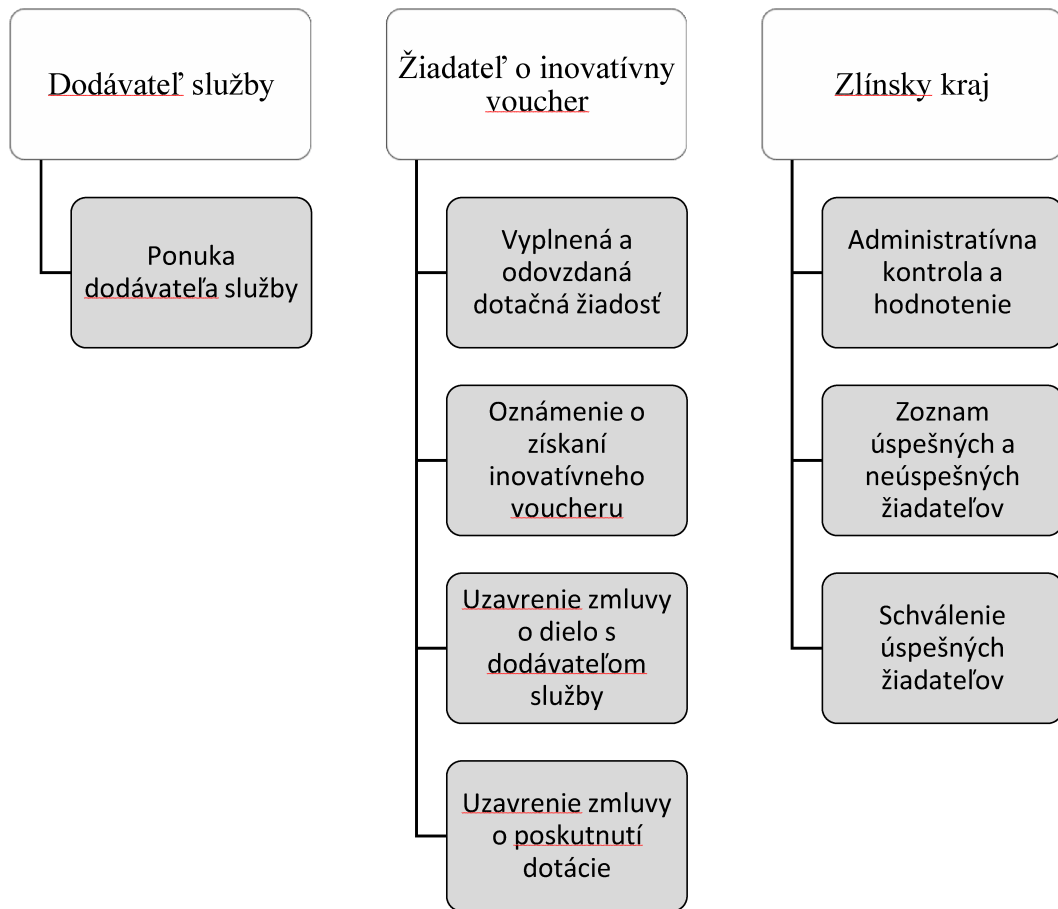 Dodávateľ služby
Ponuka
dodávateľa služby
Žiadateľ o inovatívny
voucher
Vyplnená a
odovzdaná
dotačná žiadosť
Oznámenie o
získaní
inovatívneho
voucheru
Uzavrenie zmluvy
o dielo s
dodávateľom
služby
Uzavrenie zmluvy
o poskutnutí
dotácie
Zlínsky kraj
Administratívna
kontrola a
hodnotenie
Zoznam
úspešných a
neúspešných
žiadateľov
Schválenie
úspešných
žiadateľov